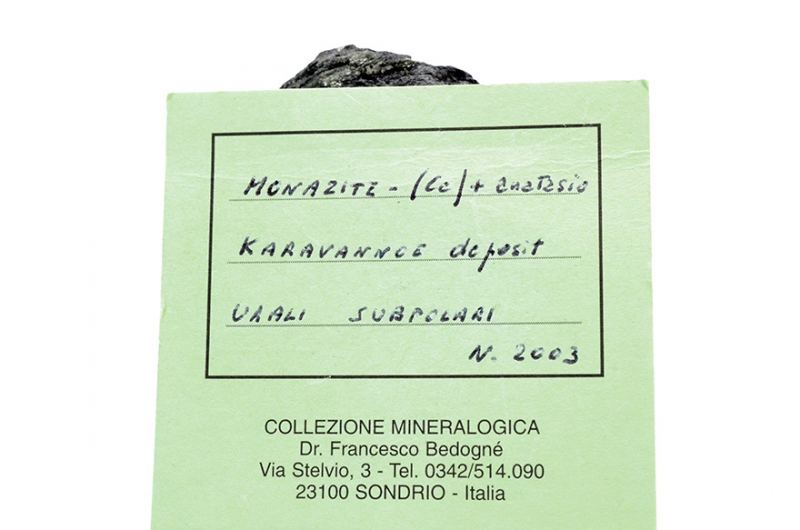 MONAZITE - (Ce) + anatasio
KARAVANNOE deposit
URALI SUBPOLARI
N. 2003
COLLEZIONE MINERALOGICA
Dr. Francesco Bedogné
Via Stelvio, 3 - Tel. 0342/514.090
23100 SONDRIO - Italia